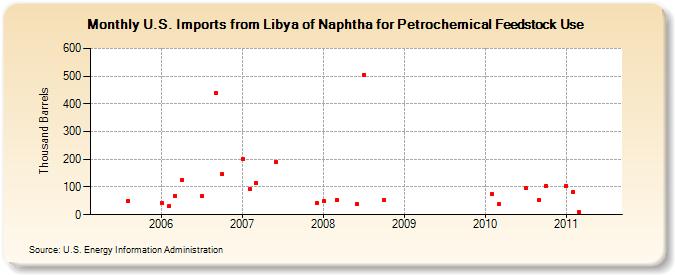 Monthly U.S. Imports from Libya of Naphtha for Petrochemical Feedstock Use
Thousand Barrels
600
500
400
300
200
100
0
2006 2007 2008 2009 2010 2011
Source: U.S. Energy Information Administration